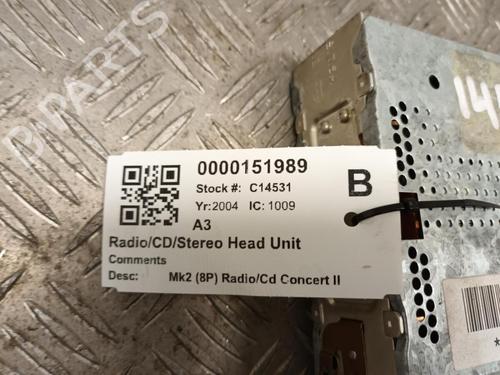 0000151989
Stock #: C14531
B
Yr:2004 IC: 1009
A3
Radio/CD/Stereo Head Unit
Comments
Desc: Mk2 (8P) Radio/Cd Concert II